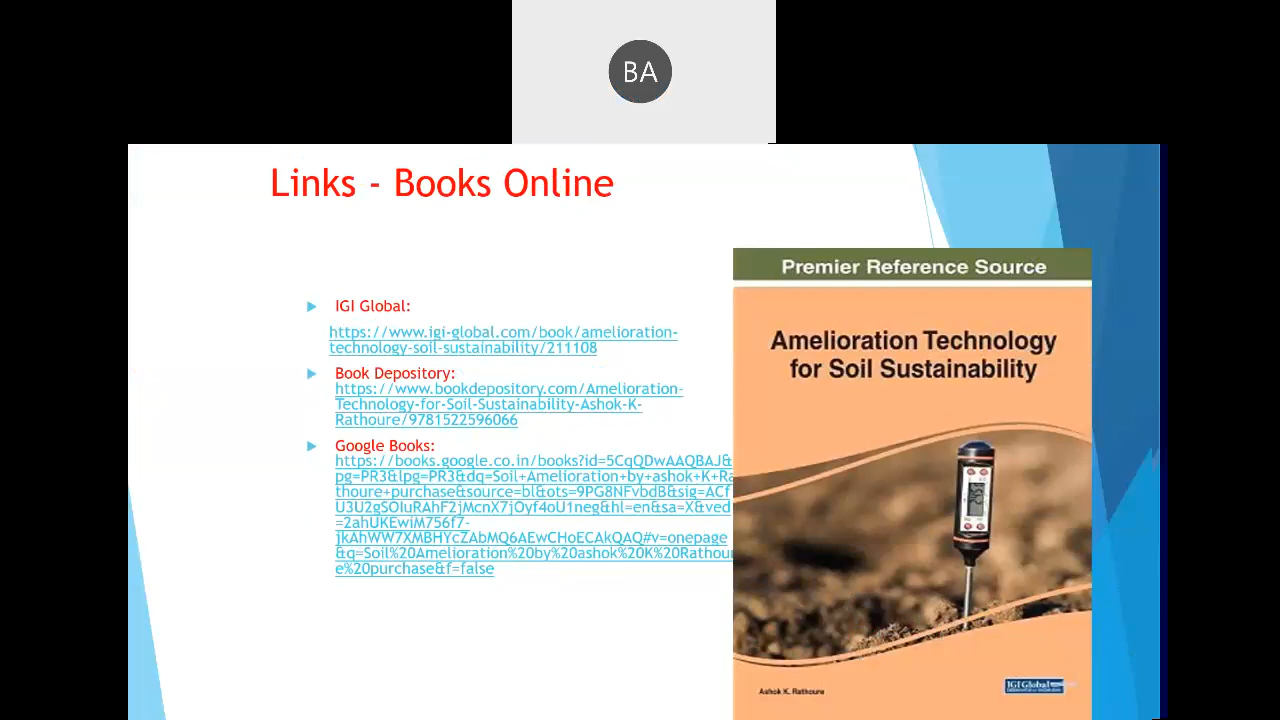 BA
Links - Books Online
IGI Global:
https://www.igi-global.com/book/amelioration-
technology-soil-sustainability/211108
Book Depository:
https://www.bookdepository.com/Amelioration-
Technology-for-Soil-Sustainability-Ashok-K-
Rathoure/9781522596066
Google Books:
https://books.google.co.in/books?id=5CqQDwAAQBAJ&
pg=PR3&lpg=PR3&dq=Soil+Amelioration+by+ashok+K+Ra
thoure+purchase&source=bl&ots=9PG8NFvbdB&sig=ACf
U3U2gSOIuRAhF2jMcnX7jOyf4oU1neg&hl=en&sa=X&ved
=2ahUKEwiM756f7-
jkAhWW7XMBHYcZAbMQ6AEwCHoECAkQAQ#v=onepage
&q=Soil%20Amelioration%20by%20ashok%20K%20Rathour
e%20purchase&f=false
Premier Reference Source
Amelioration Technology
for Soil Sustainability
Ashok K. Rathoure
IGI Global